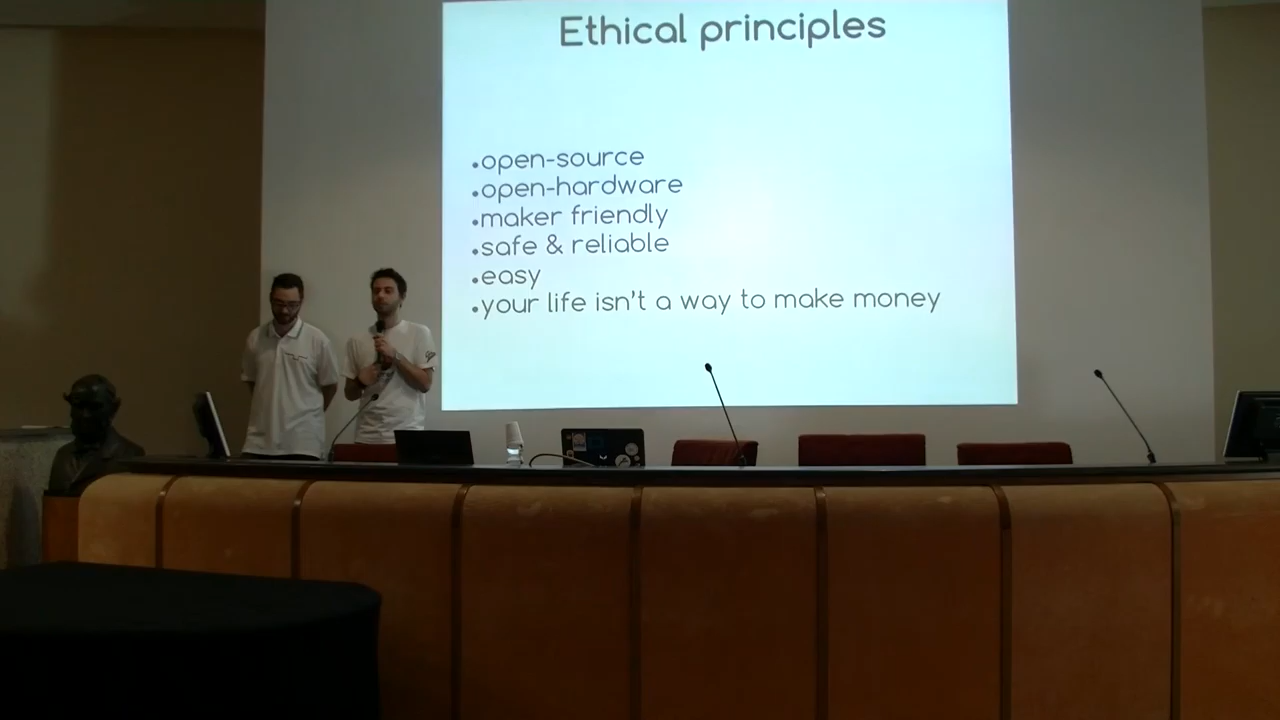 Ethical principles
•open-source
•open-hardware
•maker friendly
•safe & reliable
•easy
•your life isn't a way to make money